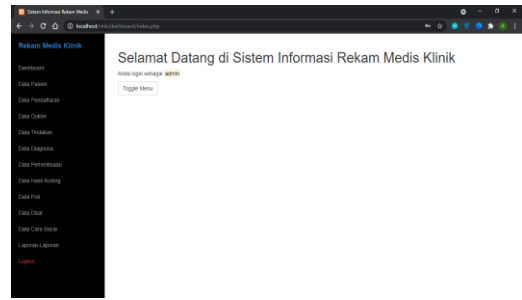 Sistem Informasi Rekam Medis
localhost/rmk/dashboard/index.php
Rekam Medis Klinik
Dashboard
Data Pasien
Data Pendaftaran
Data Dokter
Data Tindakan
Data Diagnosa
Data Pemeriksaan
Data Hasil Koding
Data Poli
Data Obat
Data Cara Bayar
Laporan-Laporan
Logout
Selamat Datang di Sistem Informasi Rekam Medis Klinik
Anda login sebagai admin
Toggle Menu